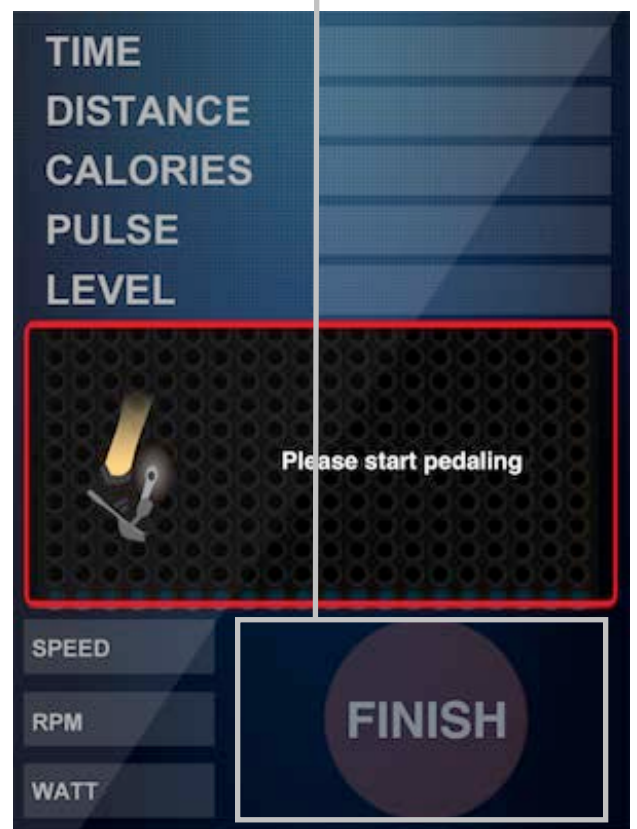 TIME
DISTANCE
CALORIES
PULSE
LEVEL
Please start pedaling
SPEED
RPM
WATT
FINISH